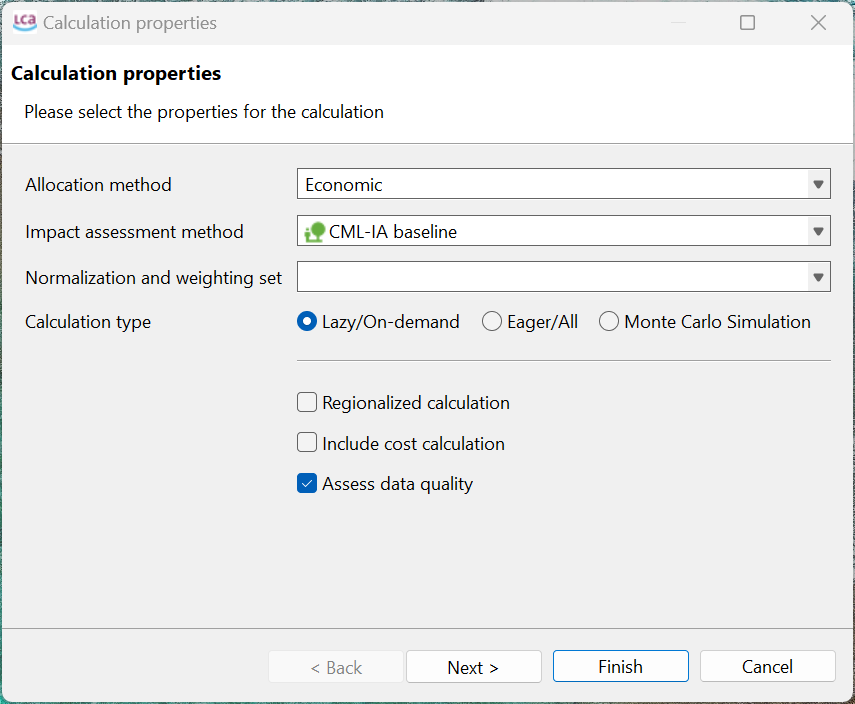 LCA Calculation properties
Calculation properties
Please select the properties for the calculation
Allocation method Economic
Impact assessment method CML-IA baseline
Normalization and weighting set
Calculation type Lazy/On-demand Eager/All Monte Carlo Simulation
Regionalized calculation
Include cost calculation
Assess data quality
< Back Next > Finish Cancel